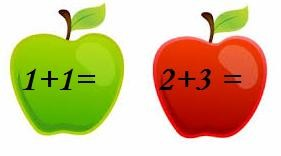 1+1=
2+3 =